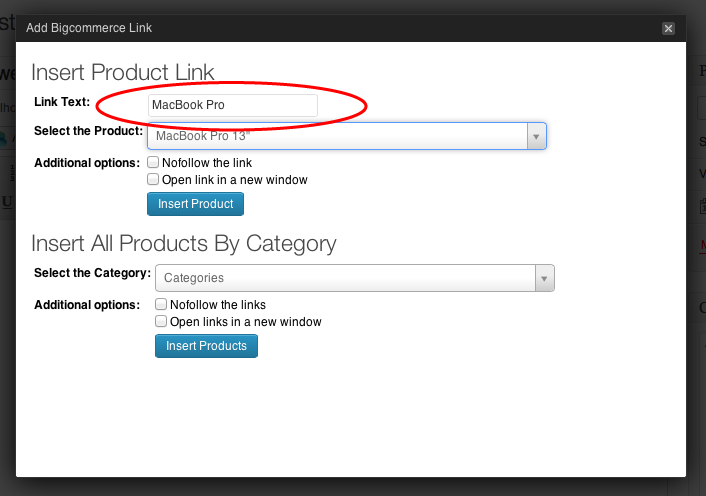 Add Bigcommerce Link
Insert Product Link
Link Text: MacBook Pro
Select the Product: MacBook Pro 13"
Additional options: Nofollow the link
Open link in a new window
Insert Product
Insert All Products By Category
Select the Category: Categories
Additional options: Nofollow the links
Open links in a new window
Insert Products